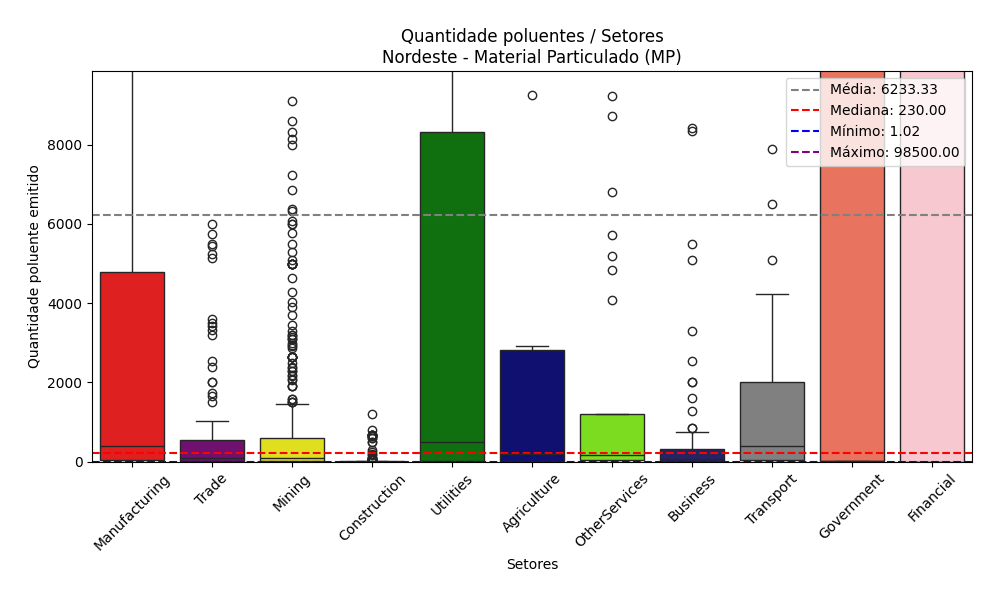 Quantidade poluentes / Setores
Nordeste - Material Particulado (MP)
Média: 6233.33
Mediana: 230.00
Mínimo: 1.02
Máximo: 98500.00
Quantidade poluente emitido
8000
6000
4000
2000
0
Manufacturing
Trade
Mining
Construction
Utilities
Agriculture
OtherServices
Business
Transport
Government
Financial
Setores